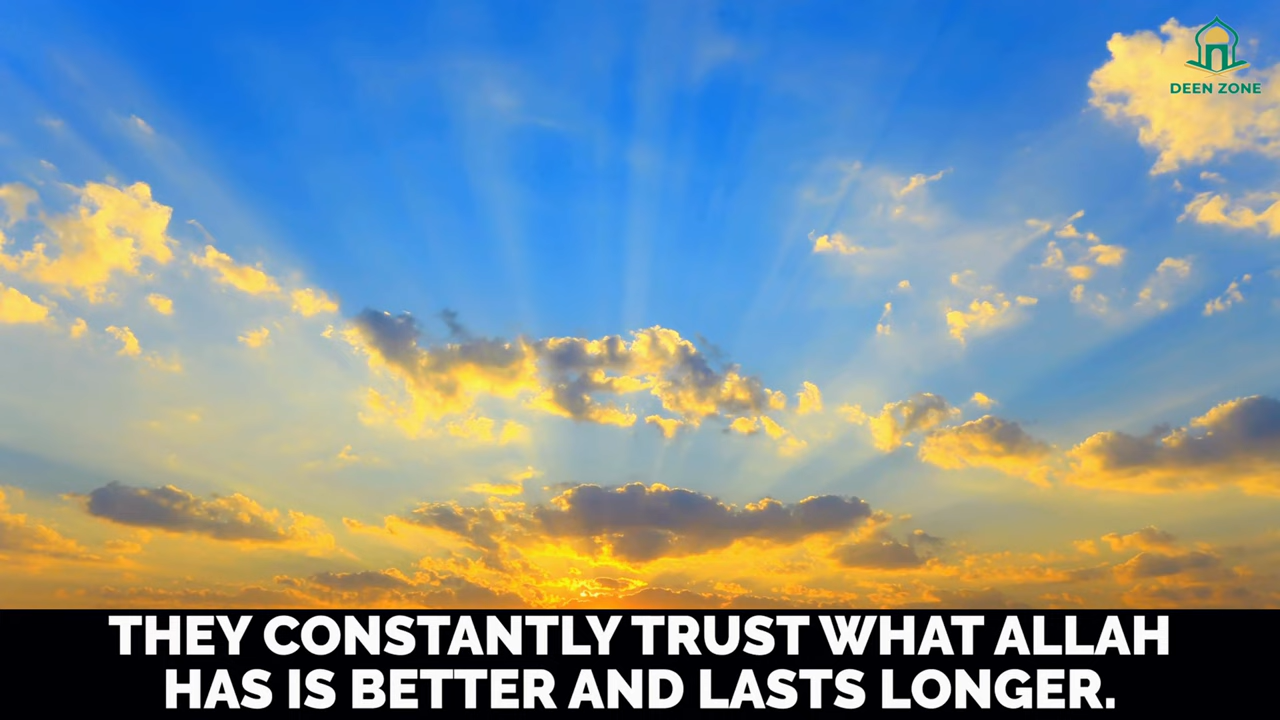 DEEN ZONE
THEY CONSTANTLY TRUST WHAT ALLAH
HAS IS BETTER AND LASTS LONGER.